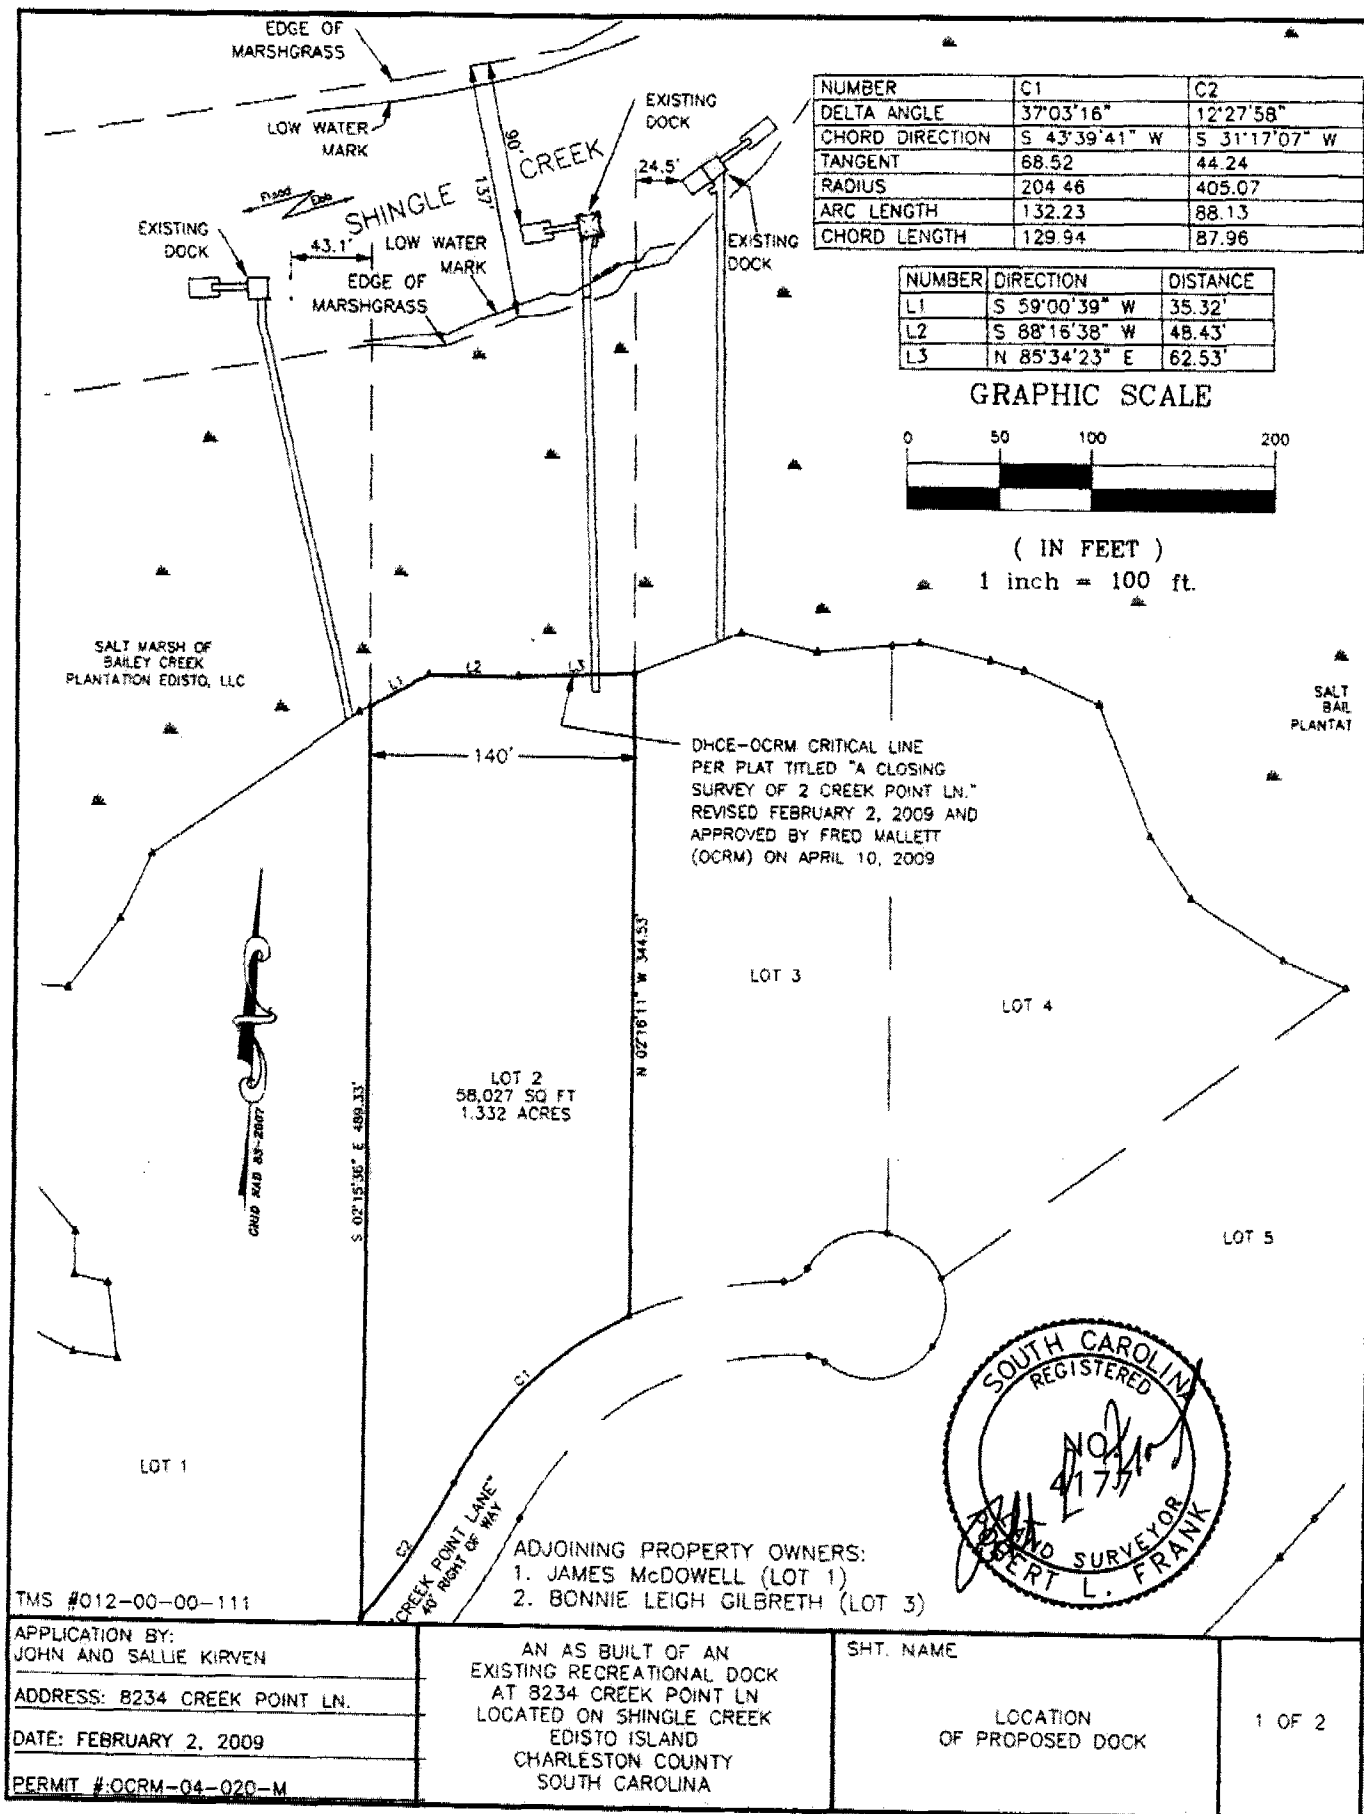 EDGE OF
MARSHGRASS
LOW WATER
MARK
EXISTING
DOCK
90'
137'
SHINGLE CREEK
24.5'
Flood
Ebb
EXISTING
DOCK
43.1'
LOW WATER
MARK
EDGE OF
MARSHGRASS
EXISTING
DOCK
NUMBER C1 C2
DELTA ANGLE 37°03'16" 12°27'58"
CHORD DIRECTION S 43°39'41" W S 31°17'07" W
TANGENT 68.52 44.24
RADIUS 204.46 405.07
ARC LENGTH 132.23 88.13
CHORD LENGTH 129.94 87.96
NUMBER DIRECTION DISTANCE
L1 S 59°00'39" W 35.32'
L2 S 88°16'38" W 48.43'
L3 N 85°34'23" E 62.53'
GRAPHIC SCALE
0 50 100 200
( IN FEET )
1 inch = 100 ft.
SALT MARSH OF
BAILEY CREEK
PLANTATION EDISTO, LLC
L1
L2
L3
SALT
BAIL
PLANTAT
140'
DHCE-OCRM CRITICAL LINE
PER PLAT TITLED "A CLOSING
SURVEY OF 2 CREEK POINT LN."
REVISED FEBRUARY 2, 2009 AND
APPROVED BY FRED MALLETT
(OCRM) ON APRIL 10, 2009
GRID NAD 83-2007
S 02°15'36" E 489.33'
N 02°16'11" W 344.53'
LOT 3
LOT 4
LOT 2
58,027 SQ FT
1.332 ACRES
LOT 5
LOT 1
C1
C2
"CREEK POINT LANE"
40' RIGHT OF WAY
SOUTH CAROLINA
REGISTERED
NO.
4177
LAND SURVEYOR
ROBERT L. FRANK
ADJOINING PROPERTY OWNERS:
1. JAMES McDOWELL (LOT 1)
2. BONNIE LEIGH GILBRETH (LOT 3)
TMS #012-00-00-111
APPLICATION BY:
JOHN AND SALLIE KIRVEN
ADDRESS: 8234 CREEK POINT LN.
DATE: FEBRUARY 2, 2009
PERMIT #:OCRM-04-020-M
AN AS BUILT OF AN
EXISTING RECREATIONAL DOCK
AT 8234 CREEK POINT LN
LOCATED ON SHINGLE CREEK
EDISTO ISLAND
CHARLESTON COUNTY
SOUTH CAROLINA
SHT. NAME
LOCATION
OF PROPOSED DOCK
1 OF 2